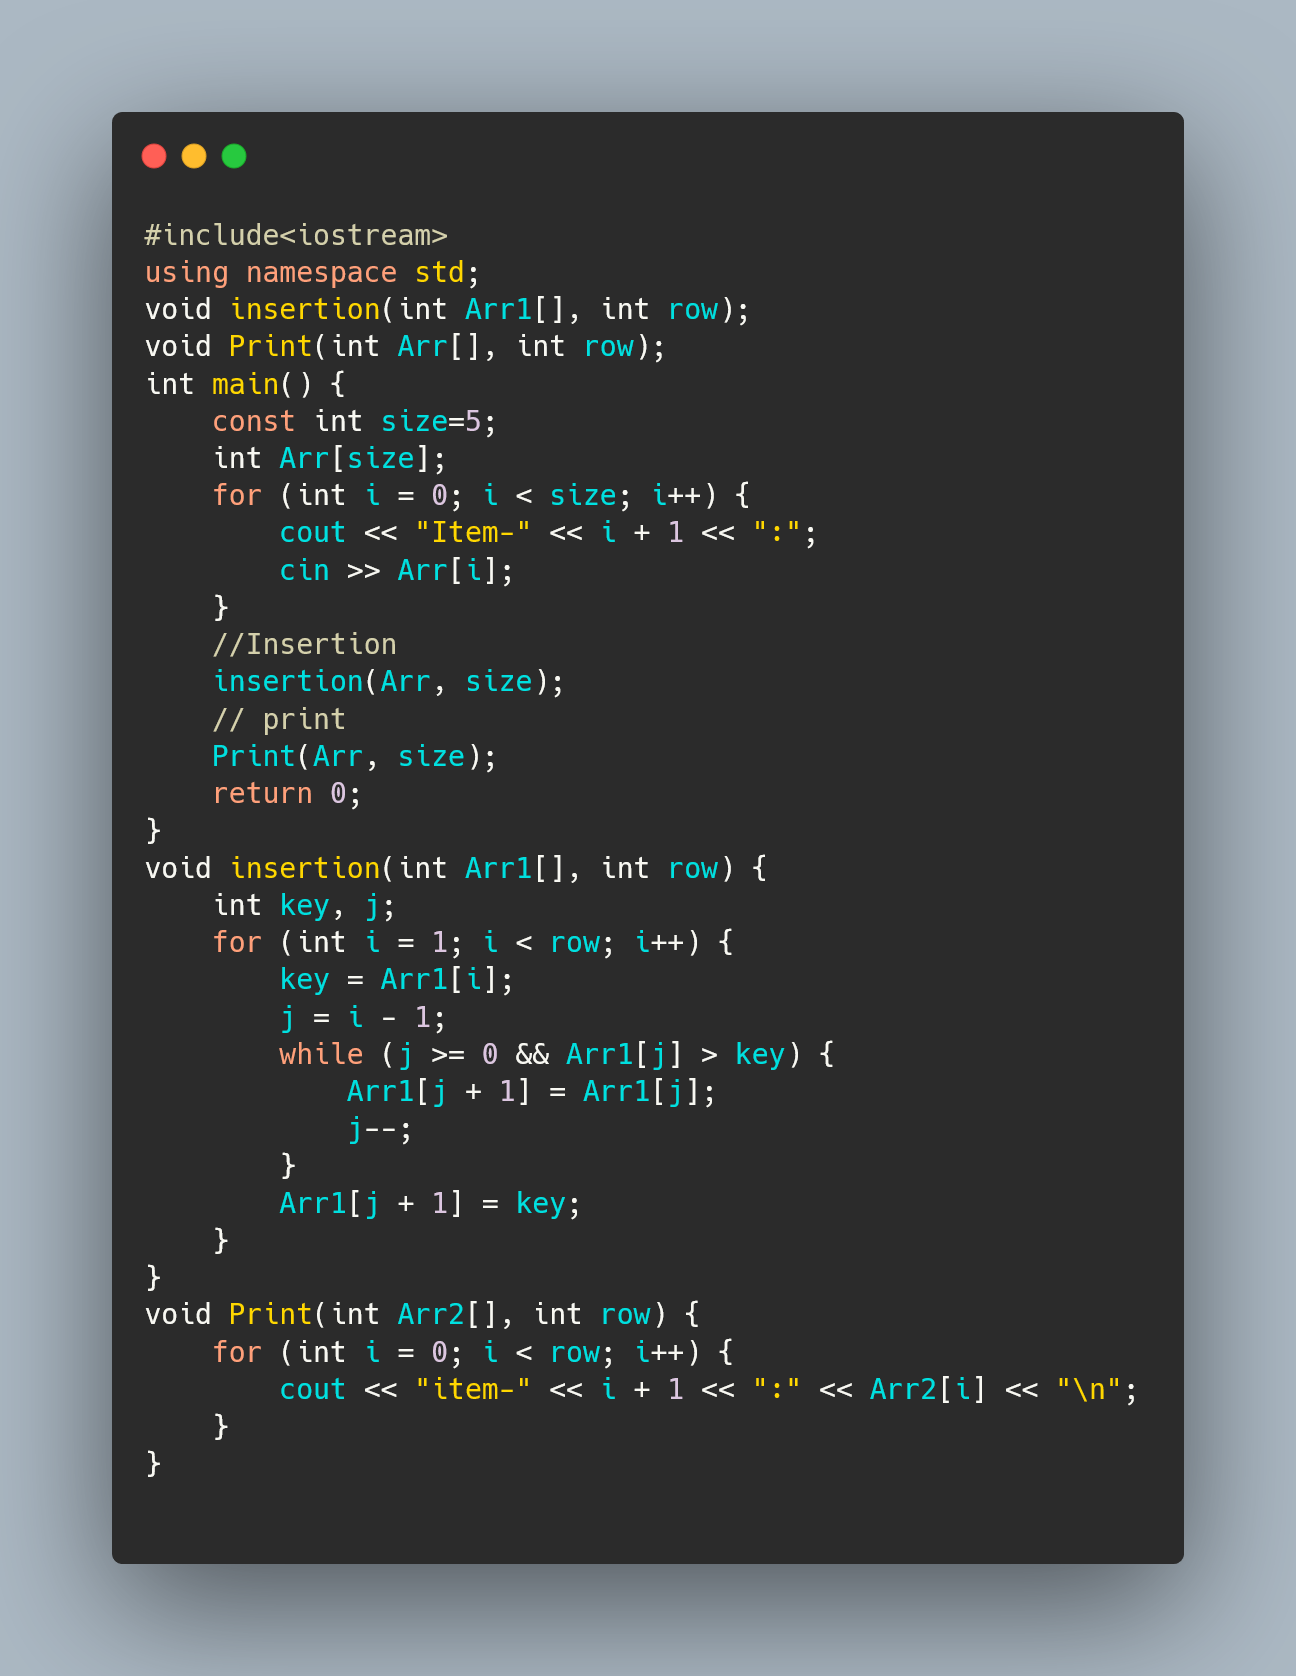 #include<iostream>
using namespace std;
void insertion(int Arr1[], int row);
void Print(int Arr[], int row);
int main() {
    const int size=5;
    int Arr[size];
    for (int i = 0; i < size; i++) {
        cout << "Item-" << i + 1 << ":";
        cin >> Arr[i];
    }
    //Insertion
    insertion(Arr, size);
    // print
    Print(Arr, size);
    return 0;
}
void insertion(int Arr1[], int row) {
    int key, j;
    for (int i = 1; i < row; i++) {
        key = Arr1[i];
        j = i - 1;
        while (j >= 0 && Arr1[j] > key) {
            Arr1[j + 1] = Arr1[j];
            j--;
        }
        Arr1[j + 1] = key;
    }
}
void Print(int Arr2[], int row) {
    for (int i = 0; i < row; i++) {
        cout << "item-" << i + 1 << ":" << Arr2[i] << "\n";
    }
}